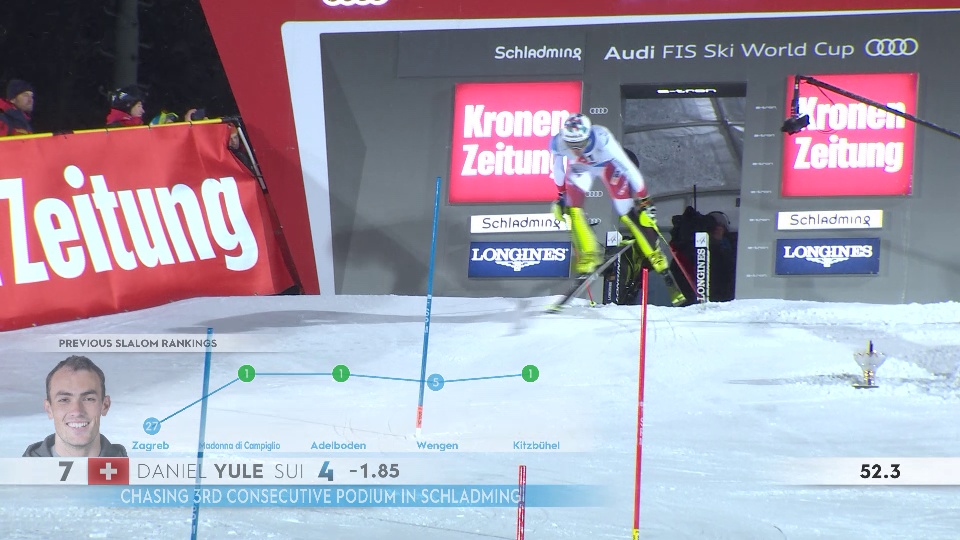 Schladming
Audi FIS Ski World Cup
e-tron
Kronen
Zeitung
Kronen
Zeitung
Zeitung
Schladming
Schladming
LONGINES
LONGINES
LONGINES
PREVIOUS SLALOM RANKINGS
27 1 1 5 1
Zagreb Madonna di Campiglio Adelboden Wengen Kitzbühel
7 DANIEL YULE SUI 4 -1.85 52.3
CHASING 3RD CONSECUTIVE PODIUM IN SCHLADMING